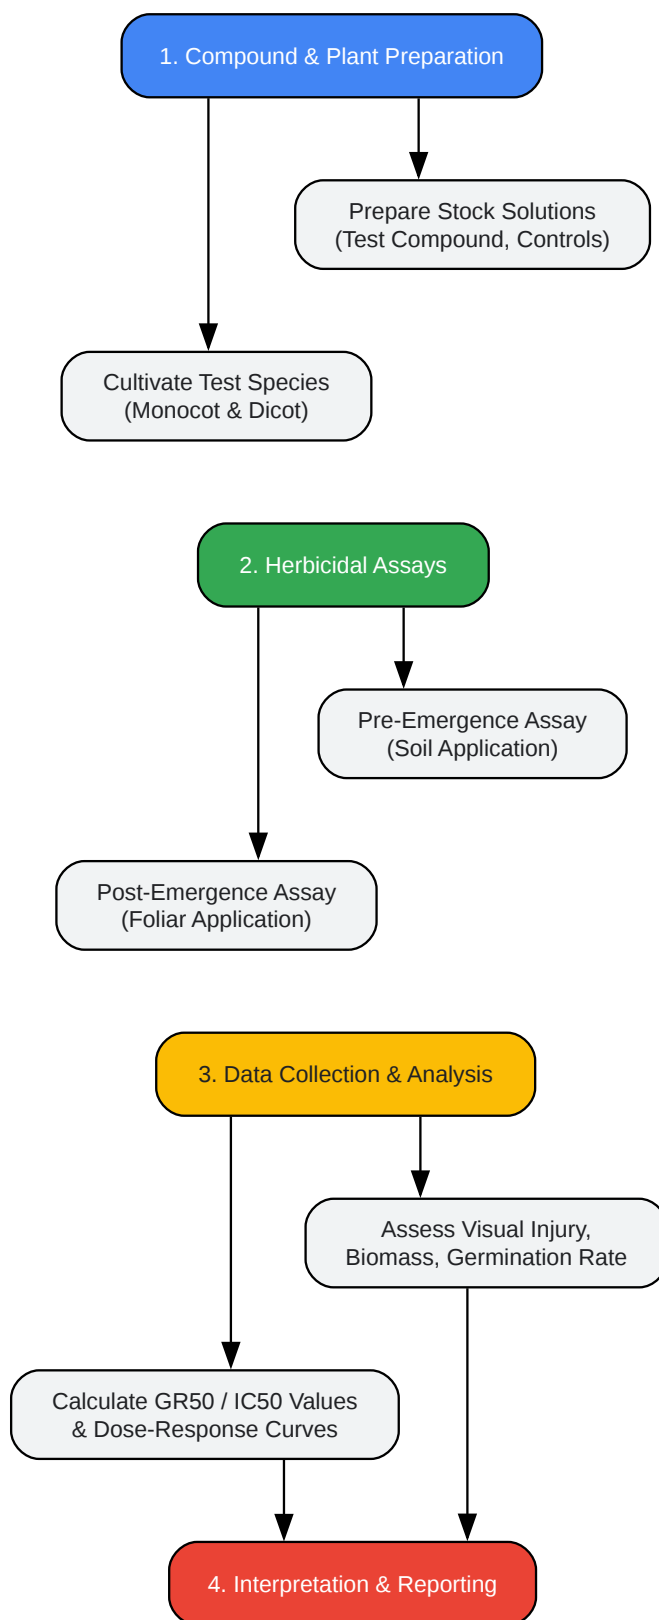 1. Compound & Plant Preparation
Prepare Stock Solutions
(Test Compound, Controls)
Cultivate Test Species
(Monocot & Dicot)
2. Herbicidal Assays
Pre-Emergence Assay
(Soil Application)
Post-Emergence Assay
(Foliar Application)
3. Data Collection & Analysis
Assess Visual Injury,
Biomass, Germination Rate
Calculate GR50 / IC50 Values
& Dose-Response Curves
4. Interpretation & Reporting